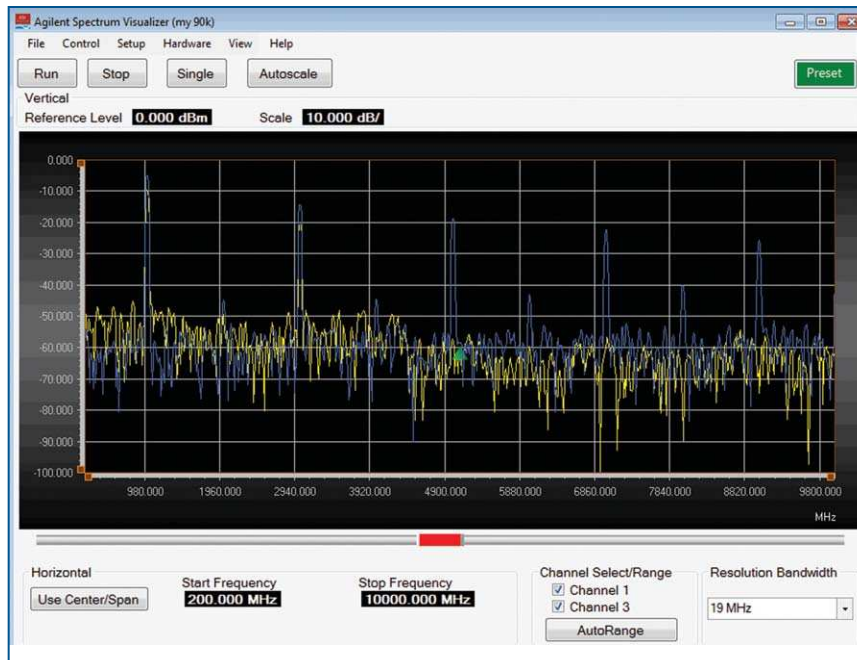 Agilent Spectrum Visualizer (my 90k)
File Control Setup Hardware View Help
Run Stop Single Autoscale Preset
Vertical
Reference Level 0.000 dBm Scale 10.000 dB/
0.000
-10.000
-20.000
-30.000
-40.000
-50.000
-60.000
-70.000
-80.000
-90.000
-100.000
980.000 1960.000 2940.000 3920.000 4900.000 5880.000 6860.000 7840.000 8820.000 9800.000
MHz
Horizontal
Use Center/Span
Start Frequency
200.000 MHz
Stop Frequency
10000.000 MHz
Channel Select/Range
Channel 1
Channel 3
AutoRange
Resolution Bandwidth
19 MHz